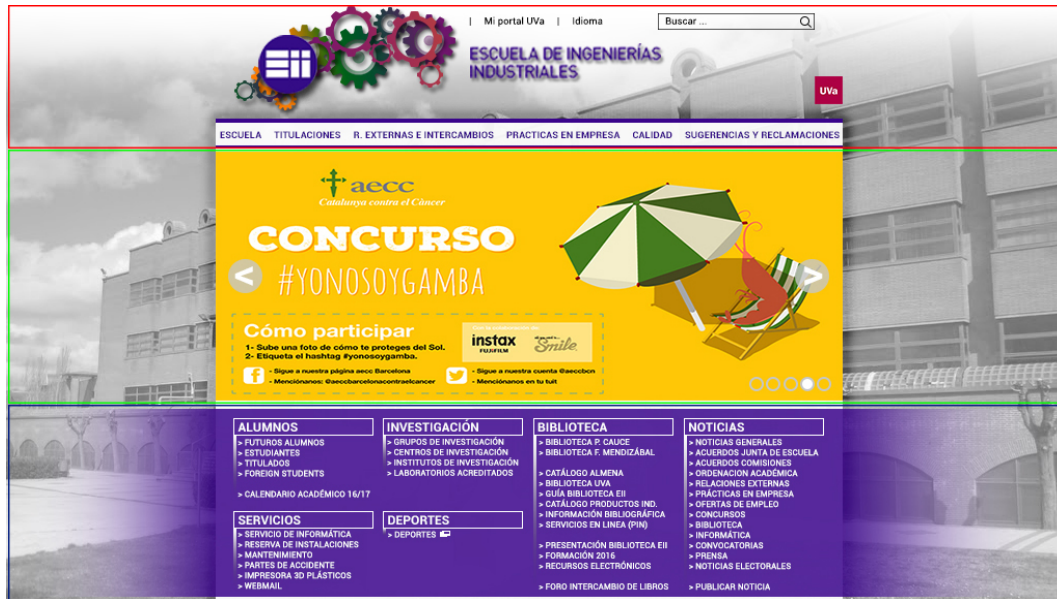 | Mi portal UVa | Idioma
Buscar ...
Eii
ESCUELA DE INGENIERÍAS
INDUSTRIALES
UVa
ESCUELA TITULACIONES R. EXTERNAS E INTERCAMBIOS PRACTICAS EN EMPRESA CALIDAD SUGERENCIAS Y RECLAMACIONES
aecc
Catalunya contra el Càncer
CONCURSO
#YONOSOYGAMBA
< >
Cómo participar
1- Sube una foto de cómo te proteges del Sol.
2- Etiqueta el hashtag #yonosoygamba.
instax
FUJIFILM
Smile
- Sigue a nuestra página aecc Barcelona
- Menciónanos: @aeccbarcelonacontraelcancer
- Sigue a nuestra cuenta @aeccbcn
- Menciónanos en tu tuit
ALUMNOS
> FUTUROS ALUMNOS
> ESTUDIANTES
> TITULADOS
> FOREIGN STUDENTS
> CALENDARIO ACADÉMICO 16/17
SERVICIOS
> SERVICIO DE INFORMÁTICA
> RESERVA DE INSTALACIONES
> MANTENIMIENTO
> PARTES DE ACCIDENTE
> IMPRESORA 3D PLÁSTICOS
> WEBMAIL
INVESTIGACIÓN
> GRUPOS DE INVESTIGACIÓN
> CENTROS DE INVESTIGACIÓN
> INSTITUTOS DE INVESTIGACIÓN
> LABORATORIOS ACREDITADOS
DEPORTES
> DEPORTES
BIBLIOTECA
> BIBLIOTECA P. CAUCE
> BIBLIOTECA F. MENDIZÁBAL
> CATÁLOGO ALMENA
> BIBLIOTECA UVA
> GUÍA BIBLIOTECA EII
> CATÁLOGO PRODUCTOS IND.
> INFORMACIÓN BIBLIOGRÁFICA
> SERVICIOS EN LINEA (PIN)
> PRESENTACIÓN BIBLIOTECA EII
> FORMACIÓN 2016
> RECURSOS ELECTRÓNICOS
> FORO INTERCAMBIO DE LIBROS
NOTICIAS
> NOTICIAS GENERALES
> ACUERDOS JUNTA DE ESCUELA
> ACUERDOS COMISIONES
> ORDENACION ACADÉMICA
> RELACIONES EXTERNAS
> PRÁCTICAS EN EMPRESA
> OFERTAS DE EMPLEO
> CONCURSOS
> BIBLIOTECA
> INFORMÁTICA
> CONVOCATORIAS
> PRENSA
> NOTICIAS ELECTORALES
> PUBLICAR NOTICIA